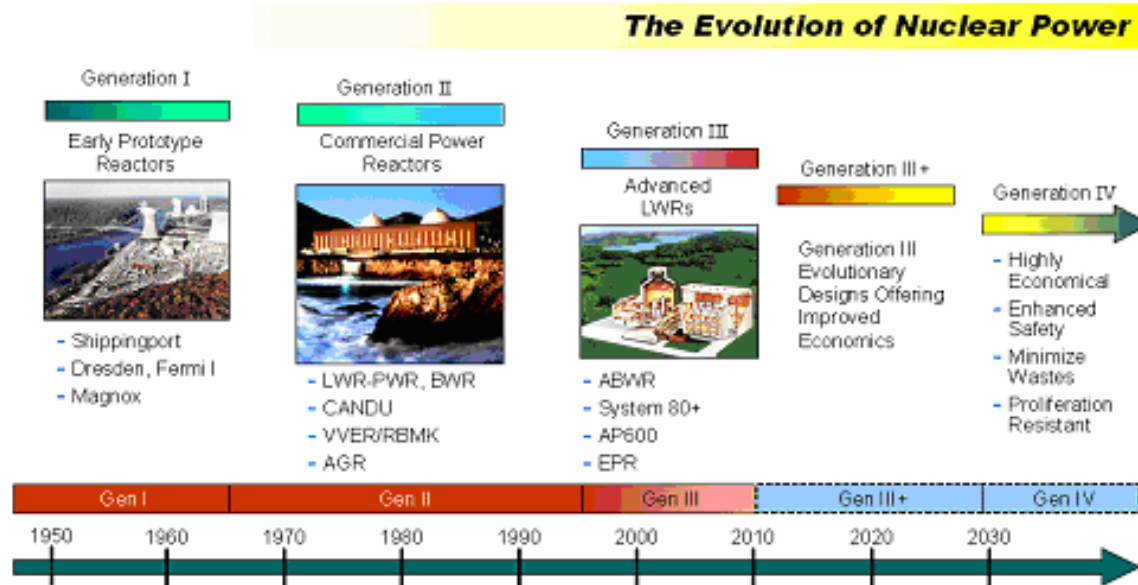 The Evolution of Nuclear Power
Generation I
Early Prototype
Reactors
- Shippingport
- Dresden, Fermi I
- Magnox
Generation II
Commercial Power
Reactors
- LWR-PWR, BWR
- CANDU
- VVER/RBMK
- AGR
Generation III
Advanced
LWRs
- ABWR
- System 80+
- AP600
- EPR
Generation III+
Generation III
Evolutionary
Designs Offering
Improved
Economics
Generation IV
- Highly
Economical
- Enhanced
Safety
- Minimize
Wastes
- Proliferation
Resistant
Gen I
Gen II
Gen III
Gen III+
Gen IV
1950
1960
1970
1980
1990
2000
2010
2020
2030